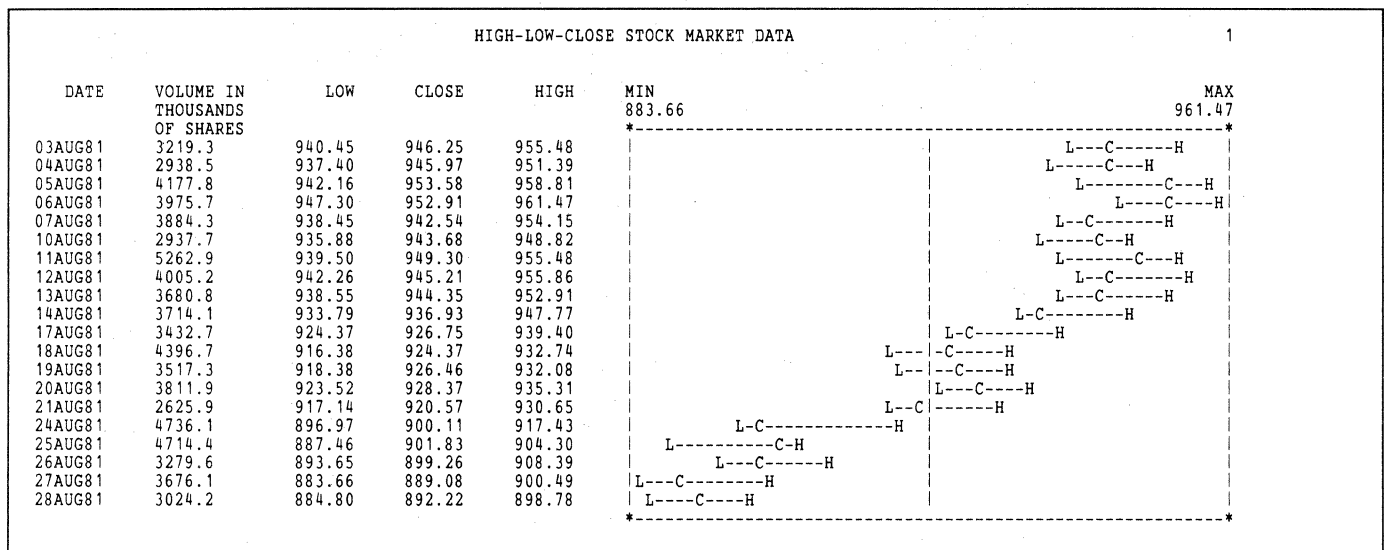 HIGH-LOW-CLOSE STOCK MARKET DATA 1
DATE VOLUME IN LOW CLOSE HIGH MIN MAX
THOUSANDS 883.66 961.47
OF SHARES *------------------------------------------------------------*
03AUG81 3219.3 940.45 946.25 955.48 | | L---C------H |
04AUG81 2938.5 937.40 945.97 951.39 | | L-----C---H |
05AUG81 4177.8 942.16 953.58 958.81 | | L--------C---H |
06AUG81 3975.7 947.30 952.91 961.47 | | L----C----H|
07AUG81 3884.3 938.45 942.54 954.15 | | L--C-------H |
10AUG81 2937.7 935.88 943.68 948.82 | | L-----C--H |
11AUG81 5262.9 939.50 949.30 955.48 | | L-------C---H |
12AUG81 4005.2 942.26 945.21 955.86 | | L--C-------H |
13AUG81 3680.8 938.55 944.35 952.91 | | L---C------H |
14AUG81 3714.1 933.79 936.93 947.77 | | L-C--------H |
17AUG81 3432.7 924.37 926.75 939.40 | | L-C--------H |
18AUG81 4396.7 916.38 924.37 932.74 | L---|-C-----H |
19AUG81 3517.3 918.38 926.46 932.08 | L--|--C----H |
20AUG81 3811.9 923.52 928.37 935.31 | |L---C----H |
21AUG81 2625.9 917.14 920.57 930.65 | L--C|------H |
24AUG81 4736.1 896.97 900.11 917.43 | L-C-------------H | |
25AUG81 4714.4 887.46 901.83 904.30 | L----------C-H | |
26AUG81 3279.6 893.65 899.26 908.39 | L---C------H | |
27AUG81 3676.1 883.66 889.08 900.49 |L---C--------H | |
28AUG81 3024.2 884.80 892.22 898.78 | L----C----H | |
*------------------------------------------------------------*